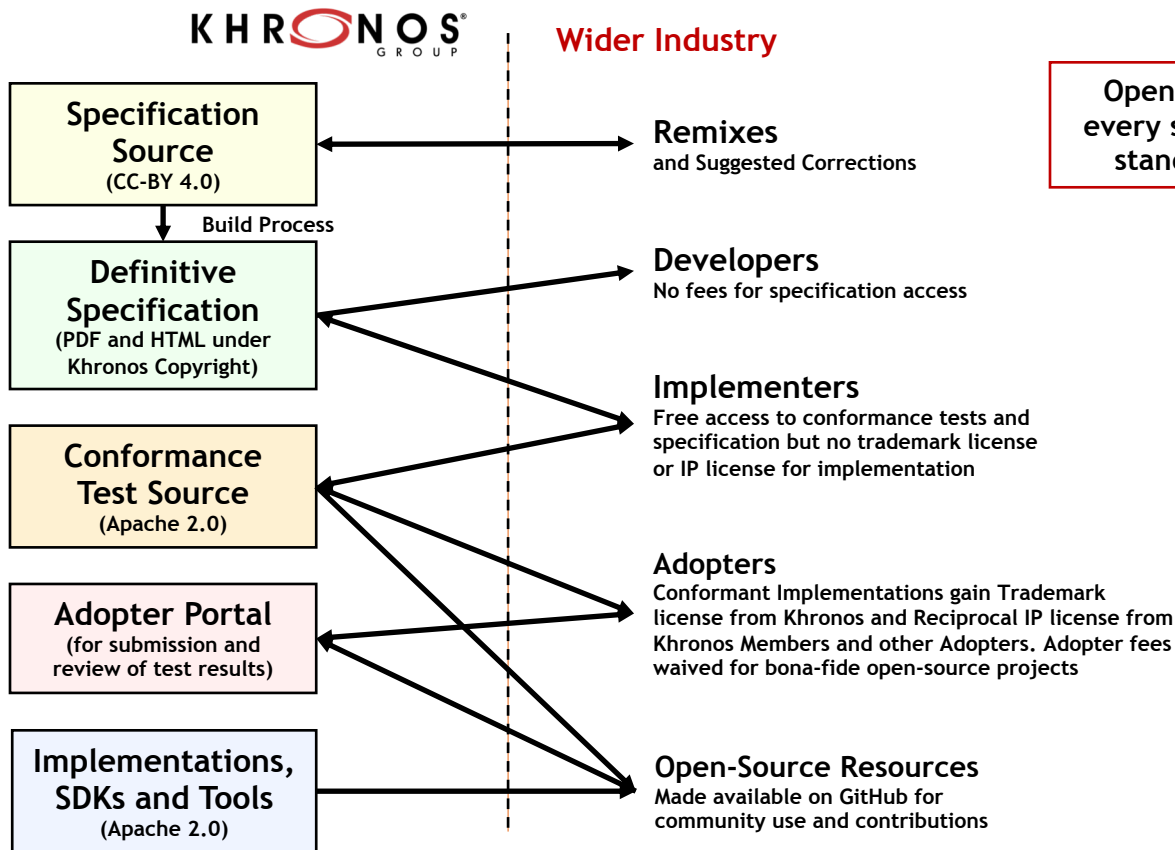 KHRONOS®
GROUP
Wider Industry
Specification
Source
(CC-BY 4.0)
Build Process
Definitive
Specification
(PDF and HTML under
Khronos Copyright)
Conformance
Test Source
(Apache 2.0)
Adopter Portal
(for submission and
review of test results)
Implementations,
SDKs and Tools
(Apache 2.0)
Remixes
and Suggested Corrections
Developers
No fees for specification access
Implementers
Free access to conformance tests and
specification but no trademark license
or IP license for implementation
Adopters
Conformant Implementations gain Trademark
license from Khronos and Reciprocal IP license from
Khronos Members and other Adopters. Adopter fees
waived for bona-fide open-source projects
Open-Source Resources
Made available on GitHub for
community use and contributions
Open
every s
stan